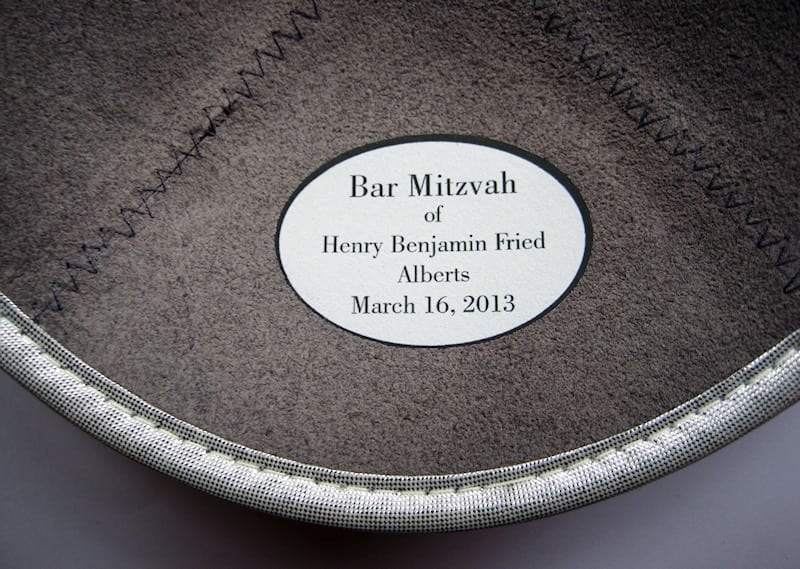 Bar Mitzvah
of
Henry Benjamin Fried
Alberts
March 16, 2013